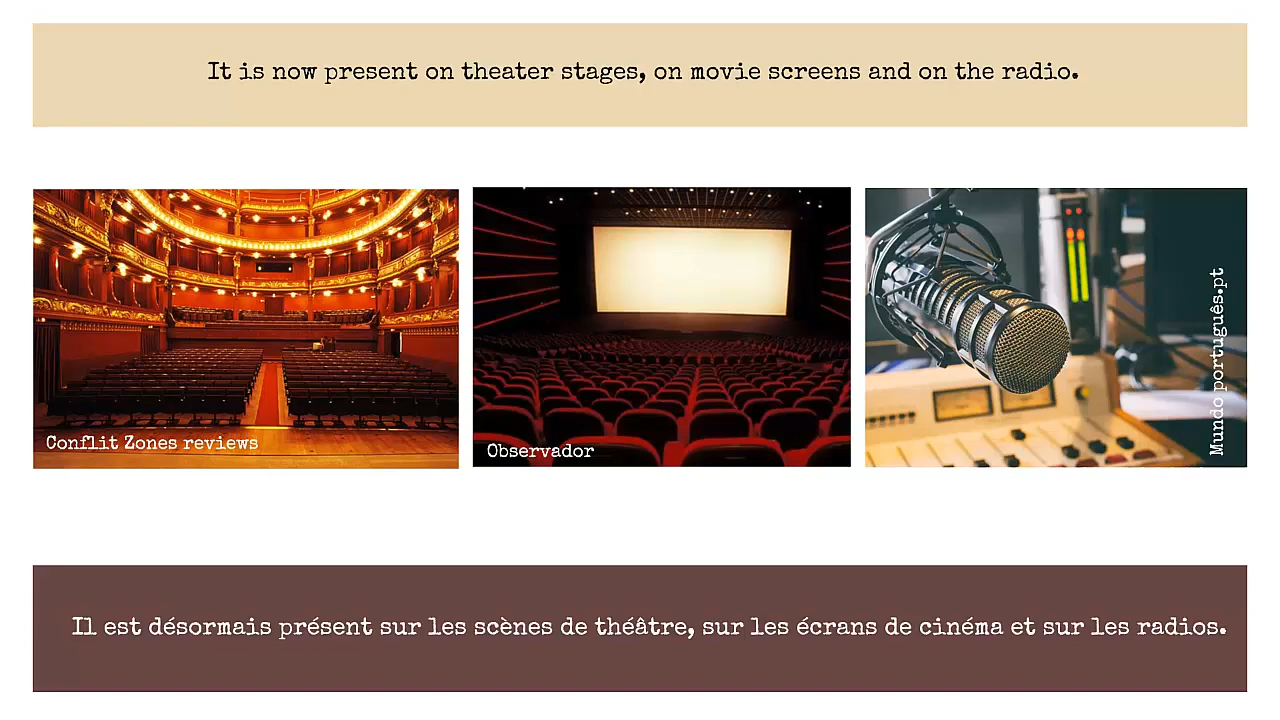 It is now present on theater stages, on movie screens and on the radio.
Conflit Zones reviews
Observador
Mundo português.pt
Il est désormais présent sur les scènes de théâtre, sur les écrans de cinéma et sur les radios.